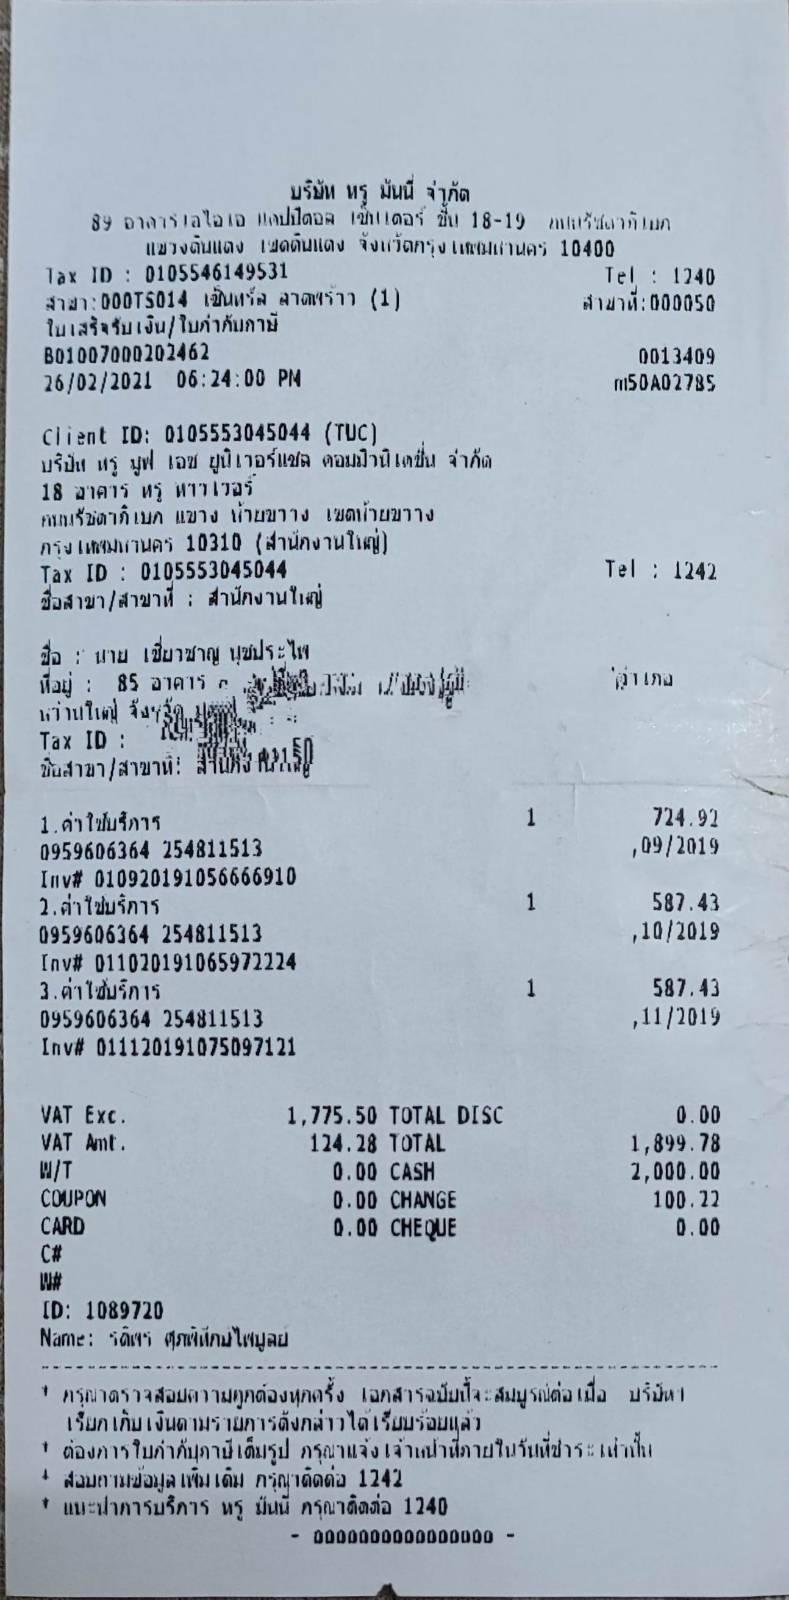 บริษัท ทรู มันนี่ จำกัด
89 อาคารเอไอเอ แคปปิตอล เซ็นเตอร์ ชั้น 18-19 ถนนรัชดาภิเษก
แขวงดินแดง เขตดินแดง จังหวัดกรุงเทพมหานคร 10400
Tax ID : 0105546149531 Tel : 1240
สาขา:000TS014 เซ็นทรัล ลาดพร้าว (1) สาขาที่:000050
ใบเสร็จรับเงิน/ใบกำกับภาษี
B01007000202462 0013409
26/02/2021 06:24:00 PM m50A02785
Client ID: 0105553045044 (TUC)
บริษัท ทรู มูฟ เอช ยูนิเวอร์แซล คอมมิวนิเคชั่น จำกัด
18 อาคาร ทรู ทาวเวอร์
ถนนรัชดาภิเษก แขวง ห้วยขวาง เขตห้วยขวาง
กรุงเทพมหานคร 10310 (สำนักงานใหญ่)
Tax ID : 0105553045044 Tel : 1242
ชื่อสาขา/สาขาที่ : สำนักงานใหญ่
ชื่อ : นาย เชี่ยวชาญ นุชประไพ
ที่อยู่ : 85 อาคาร
หว่านใหญ่ จังหวัด
Tax ID :
ชื่อสาขา/สาขาที่:
1.ค่าใช้บริการ 1 724.92
0959606364 254811513 ,09/2019
Inv# 010920191056666910
2.ค่าใช้บริการ 1 587.43
0959606364 254811513 ,10/2019
Inv# 011020191065972224
3.ค่าใช้บริการ 1 587.43
0959606364 254811513 ,11/2019
Inv# 011120191075097121
VAT Exc. 1,775.50 TOTAL DISC 0.00
VAT Amt. 124.28 TOTAL 1,899.78
W/T 0.00 CASH 2,000.00
COUPON 0.00 CHANGE 100.22
CARD 0.00 CHEQUE 0.00
C#
W#
ID: 1089720
Name: รดิพร ศุภพิทักษ์ไพบูลย์
* กรุณาตรวจสอบความถูกต้องทุกครั้ง เอกสารฉบับนี้จะสมบูรณ์ต่อเมื่อ บริษัทฯ
เรียกเก็บเงินตามรายการดังกล่าวได้เรียบร้อยแล้ว
* ต้องการใบกำกับภาษีเต็มรูป กรุณาแจ้งเจ้าหน้าที่ภายในวันที่ชำระเท่านั้น
* สอบถามข้อมูลเพิ่มเติม กรุณาติดต่อ 1242
* แนะนำการบริการ ทรู มันนี่ กรุณาติดต่อ 1240
- 0000000000000000 -